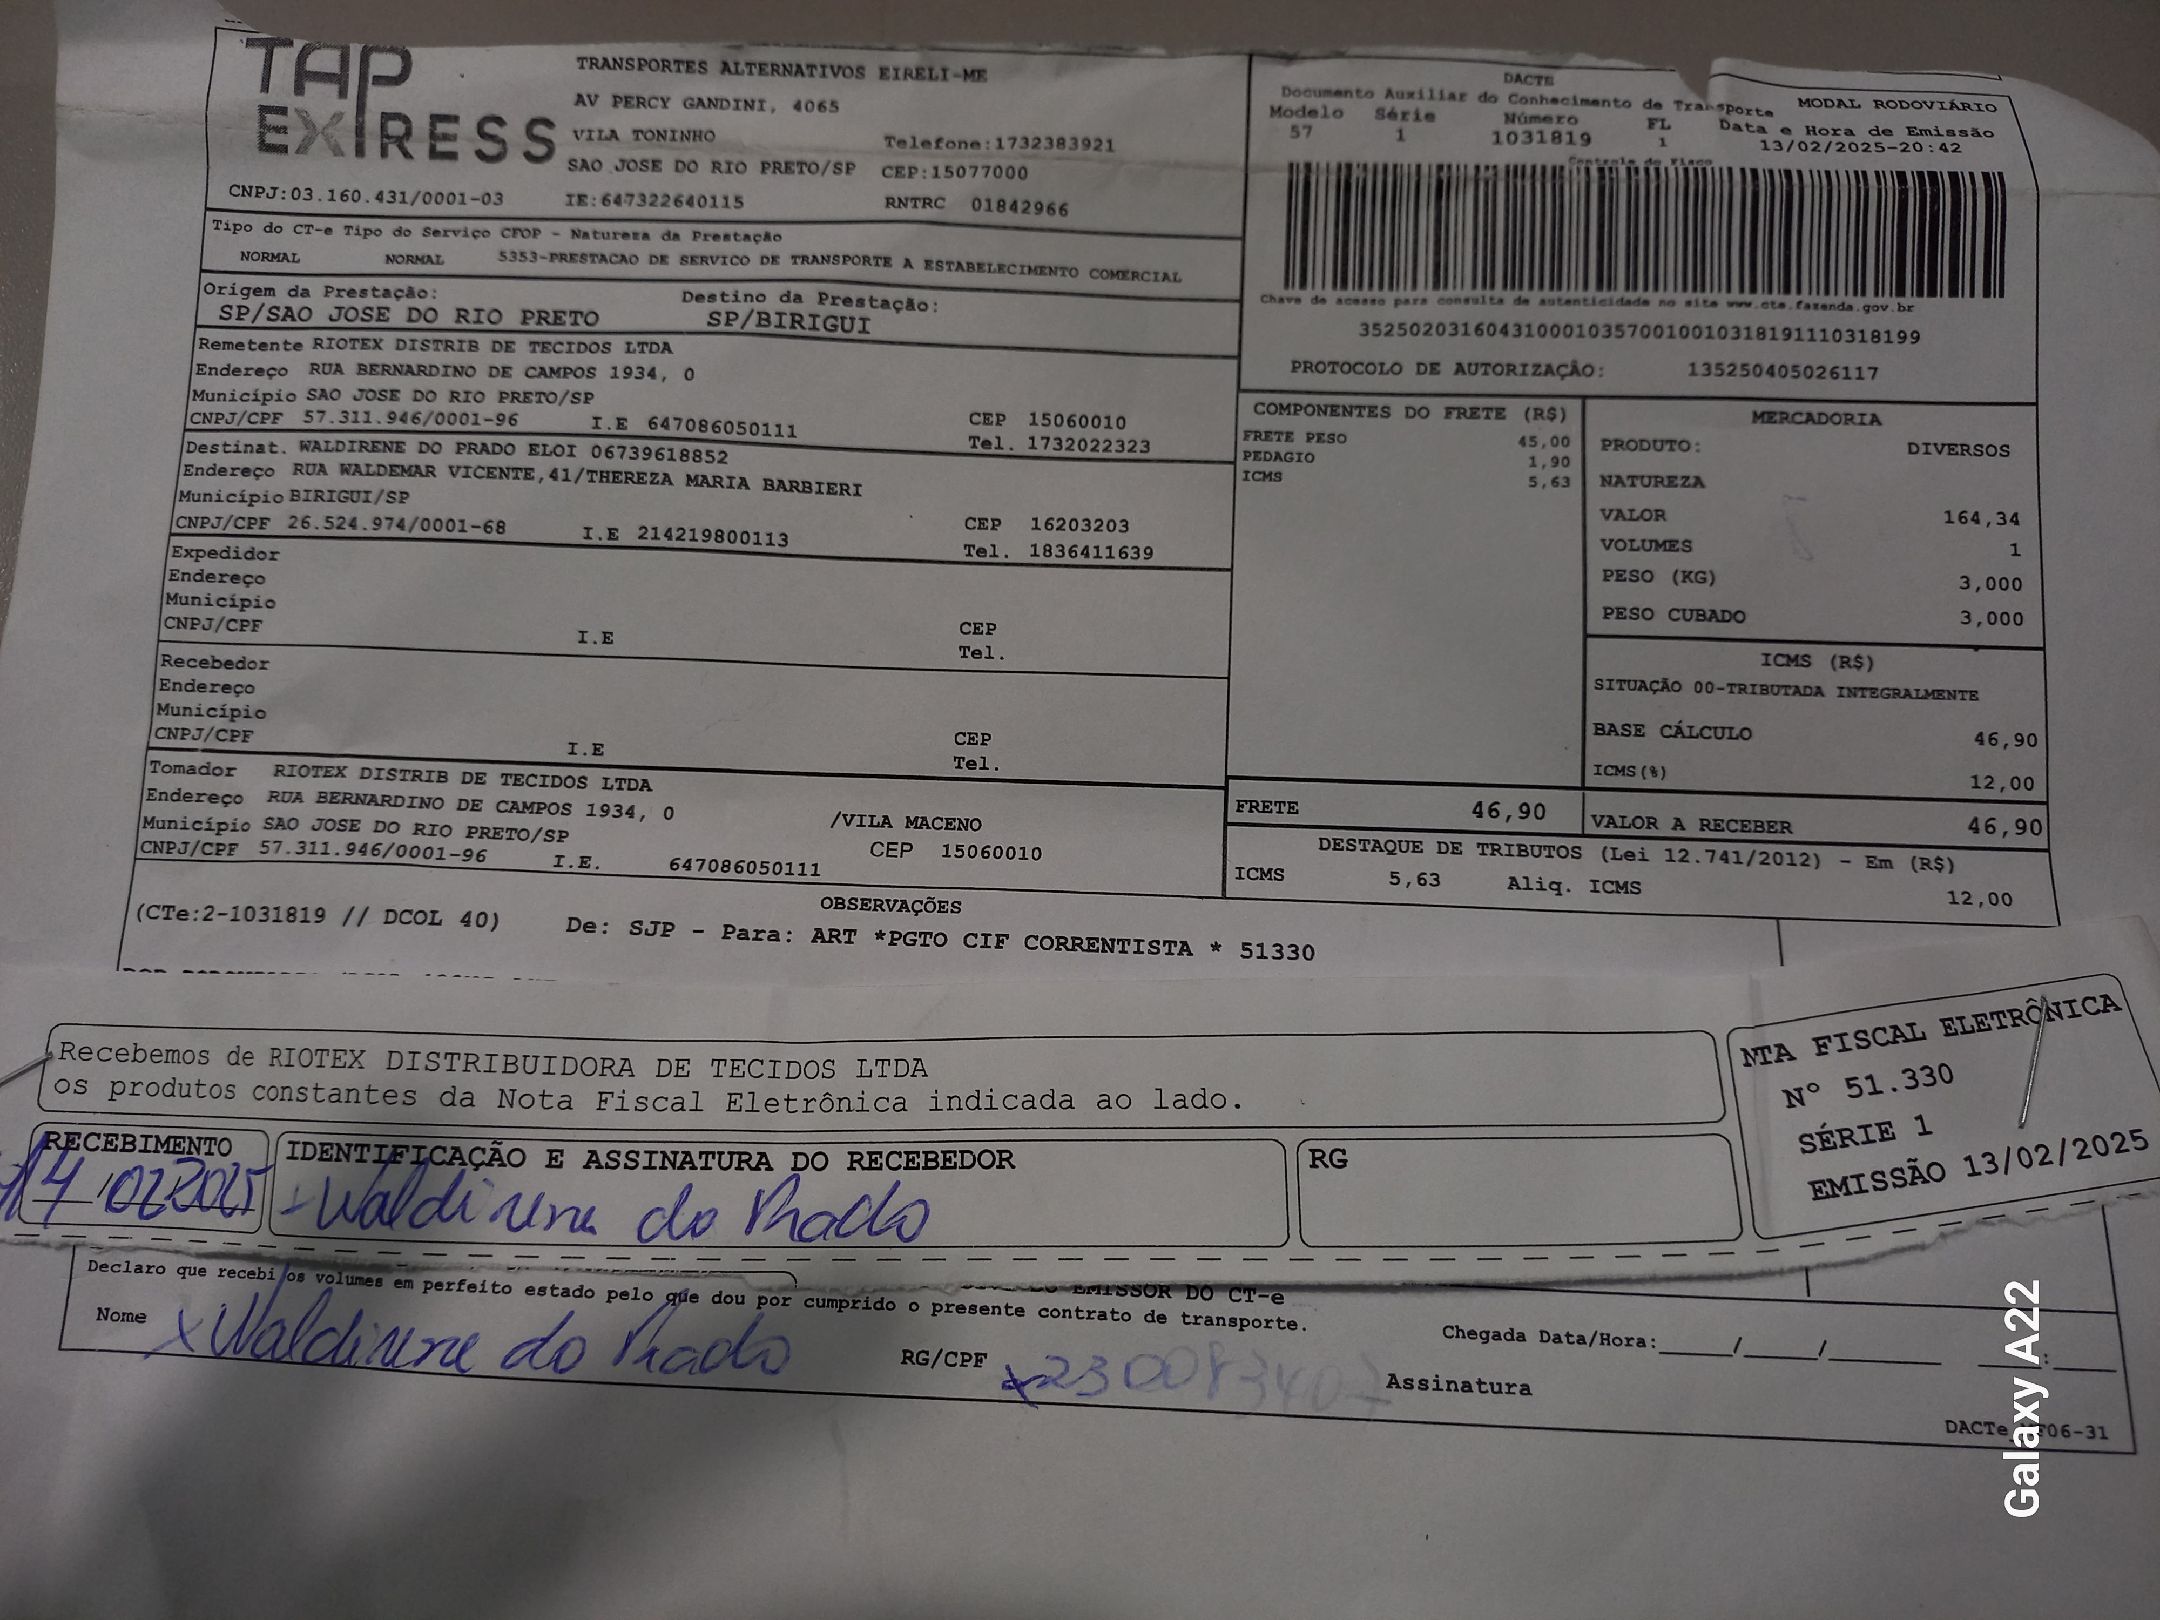 TAP EXPRESS
TRANSPORTES ALTERNATIVOS EIRELI-ME
AV PERCY GANDINI, 4065
VILA TONINHO Telefone:1732383921
SAO JOSE DO RIO PRETO/SP CEP:15077000
CNPJ:03.160.431/0001-03 IE:647322640115 RNTRC 01842966
DACTE
Documento Auxiliar do Conhecimento de Transporte MODAL RODOVIÁRIO
Modelo Série Número FL Data e Hora de Emissão
57 1 1031819 1 13/02/2025-20:42
Controle do Fisco
Chave de acesso para consulta de autenticidade no site www.cte.fazenda.gov.br
35250203160431000103570010010318191110318199
PROTOCOLO DE AUTORIZAÇÃO: 135250405026117
Tipo do CT-e Tipo do Serviço CFOP - Natureza da Prestação
NORMAL NORMAL 5353-PRESTACAO DE SERVICO DE TRANSPORTE A ESTABELECIMENTO COMERCIAL
Origem da Prestação: Destino da Prestação:
SP/SAO JOSE DO RIO PRETO SP/BIRIGUI
Remetente RIOTEX DISTRIB DE TECIDOS LTDA
Endereço RUA BERNARDINO DE CAMPOS 1934, 0
Município SAO JOSE DO RIO PRETO/SP CEP 15060010
CNPJ/CPF 57.311.946/0001-96 I.E 647086050111 Tel. 1732022323
Destinat. WALDIRENE DO PRADO ELOI 06739618852
Endereço RUA WALDEMAR VICENTE,41/THEREZA MARIA BARBIERI
Município BIRIGUI/SP CEP 16203203
CNPJ/CPF 26.524.974/0001-68 I.E 214219800113 Tel. 1836411639
Expedidor
Endereço
Município CEP
CNPJ/CPF I.E Tel.
Recebedor
Endereço
Município CEP
CNPJ/CPF I.E Tel.
Tomador RIOTEX DISTRIB DE TECIDOS LTDA
Endereço RUA BERNARDINO DE CAMPOS 1934, 0 /VILA MACENO
Município SAO JOSE DO RIO PRETO/SP CEP 15060010
CNPJ/CPF 57.311.946/0001-96 I.E. 647086050111
COMPONENTES DO FRETE (R$)
FRETE PESO 45,00
PEDAGIO 1,90
ICMS 5,63
MERCADORIA
PRODUTO: DIVERSOS
NATUREZA
VALOR 164,34
VOLUMES 1
PESO (KG) 3,000
PESO CUBADO 3,000
ICMS (R$)
SITUAÇÃO 00-TRIBUTADA INTEGRALMENTE
BASE CÁLCULO 46,90
ICMS(%) 12,00
FRETE 46,90 VALOR A RECEBER 46,90
DESTAQUE DE TRIBUTOS (Lei 12.741/2012) - Em (R$)
ICMS 5,63 Aliq. ICMS 12,00
OBSERVAÇÕES
(CTe:2-1031819 // DCOL 40) De: SJP - Para: ART *PGTO CIF CORRENTISTA * 51330
Recebemos de RIOTEX DISTRIBUIDORA DE TECIDOS LTDA
os produtos constantes da Nota Fiscal Eletrônica indicada ao lado.
NTA FISCAL ELETRÔNICA
Nº 51.330
SÉRIE 1
EMISSÃO 13/02/2025
RECEBIMENTO IDENTIFICAÇÃO E ASSINATURA DO RECEBEDOR RG
14/02/2025 Waldirene do Prado
EMISSOR DO CT-e
Declaro que recebi os volumes em perfeito estado pelo que dou por cumprido o presente contrato de transporte.
Nome x Waldirene do Prado RG/CPF Chegada Data/Hora:____/____/______ ___:___
Assinatura
DACTe 06-31
Galaxy A22